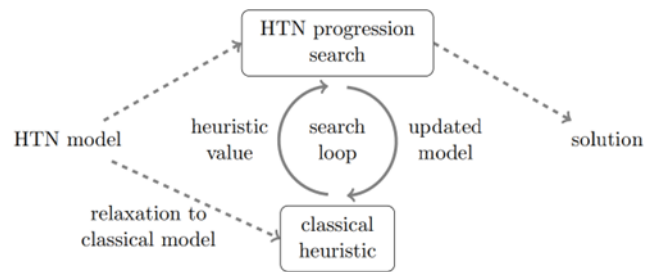 HTN progression
search
HTN model
heuristic
value
search
loop
updated
model
solution
relaxation to
classical model
classical
heuristic